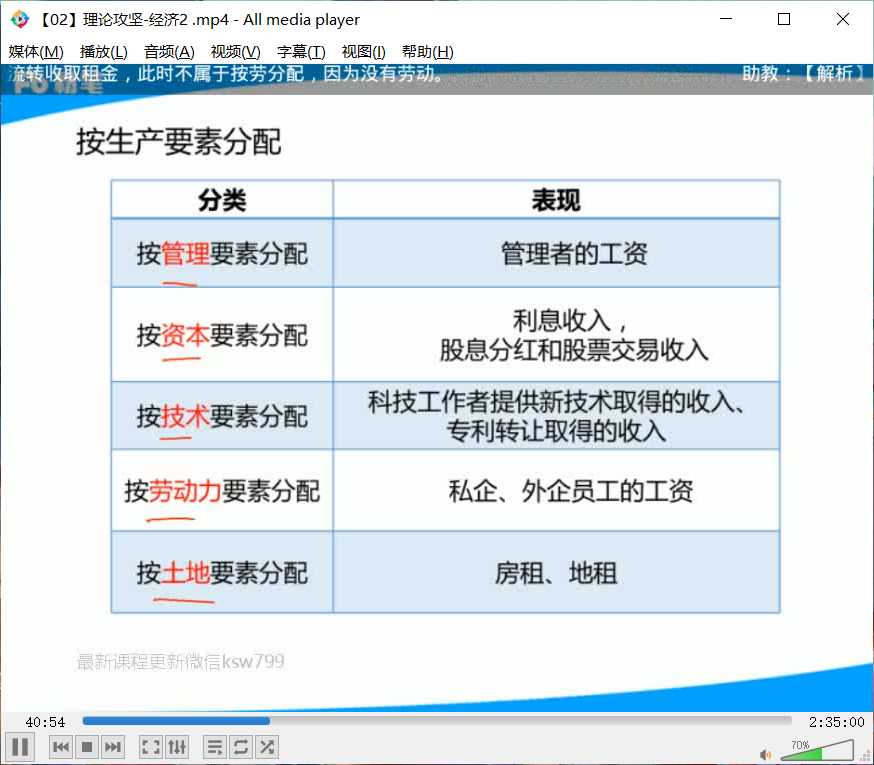 【02】理论攻坚-经济2 .mp4 - All media player
媒体(M) 播放(L) 音频(A) 视频(V) 字幕(T) 视图(I) 帮助(H)
流转收取租金，此时不属于按劳分配，因为没有劳动。 助教：【解析】
粉笔
按生产要素分配
分类 表现
按管理要素分配 管理者的工资
按资本要素分配 利息收入，
股息分红和股票交易收入
按技术要素分配 科技工作者提供新技术取得的收入、
专利转让取得的收入
按劳动力要素分配 私企、外企员工的工资
按土地要素分配 房租、地租
最新课程更新微信ksw799
40:54 2:35:00
70%